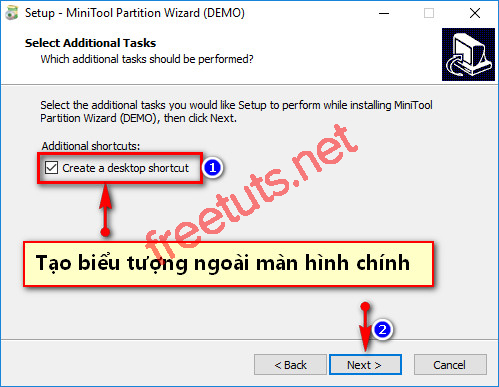 Setup - MiniTool Partition Wizard (DEMO)
Select Additional Tasks
Which additional tasks should be performed?
Select the additional tasks you would like Setup to perform while installing MiniTool
Partition Wizard (DEMO), then click Next.
Additional shortcuts:
Create a desktop shortcut 1
freetuts.net
Tạo biểu tượng ngoài màn hình chính
2
< Back Next > Cancel